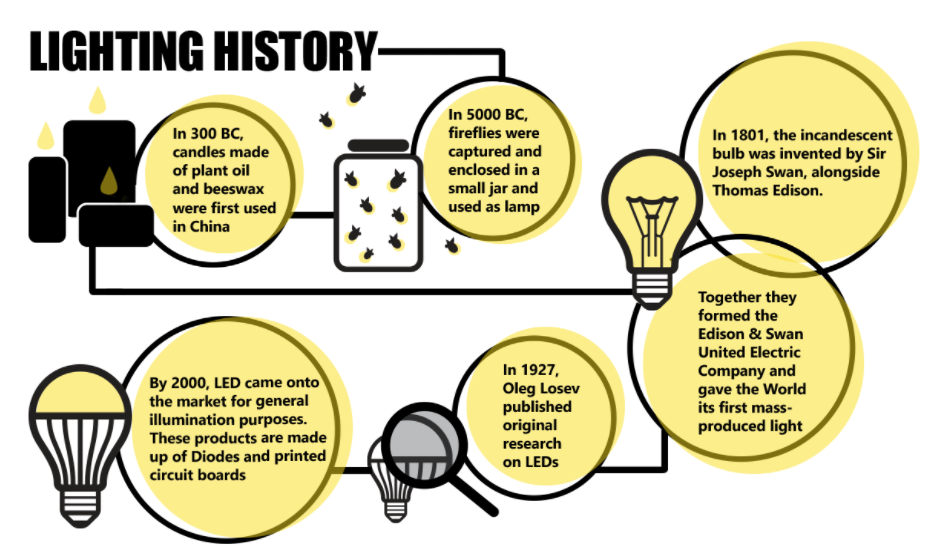 LIGHTING HISTORY
In 5000 BC,
fireflies were
captured and
enclosed in a
small jar and
used as lamp
In 300 BC,
candles made
of plant oil
and beeswax
were first used
in China
In 1801, the incandescent
bulb was invented by Sir
Joseph Swan, alongside
Thomas Edison.
Together they
formed the
Edison & Swan
United Electric
Company and
gave the World
its first mass-
produced light
In 1927,
Oleg Losev
published
original
research
on LEDs
By 2000, LED came onto
the market for general
illumination purposes.
These products are made
up of Diodes and printed
circuit boards